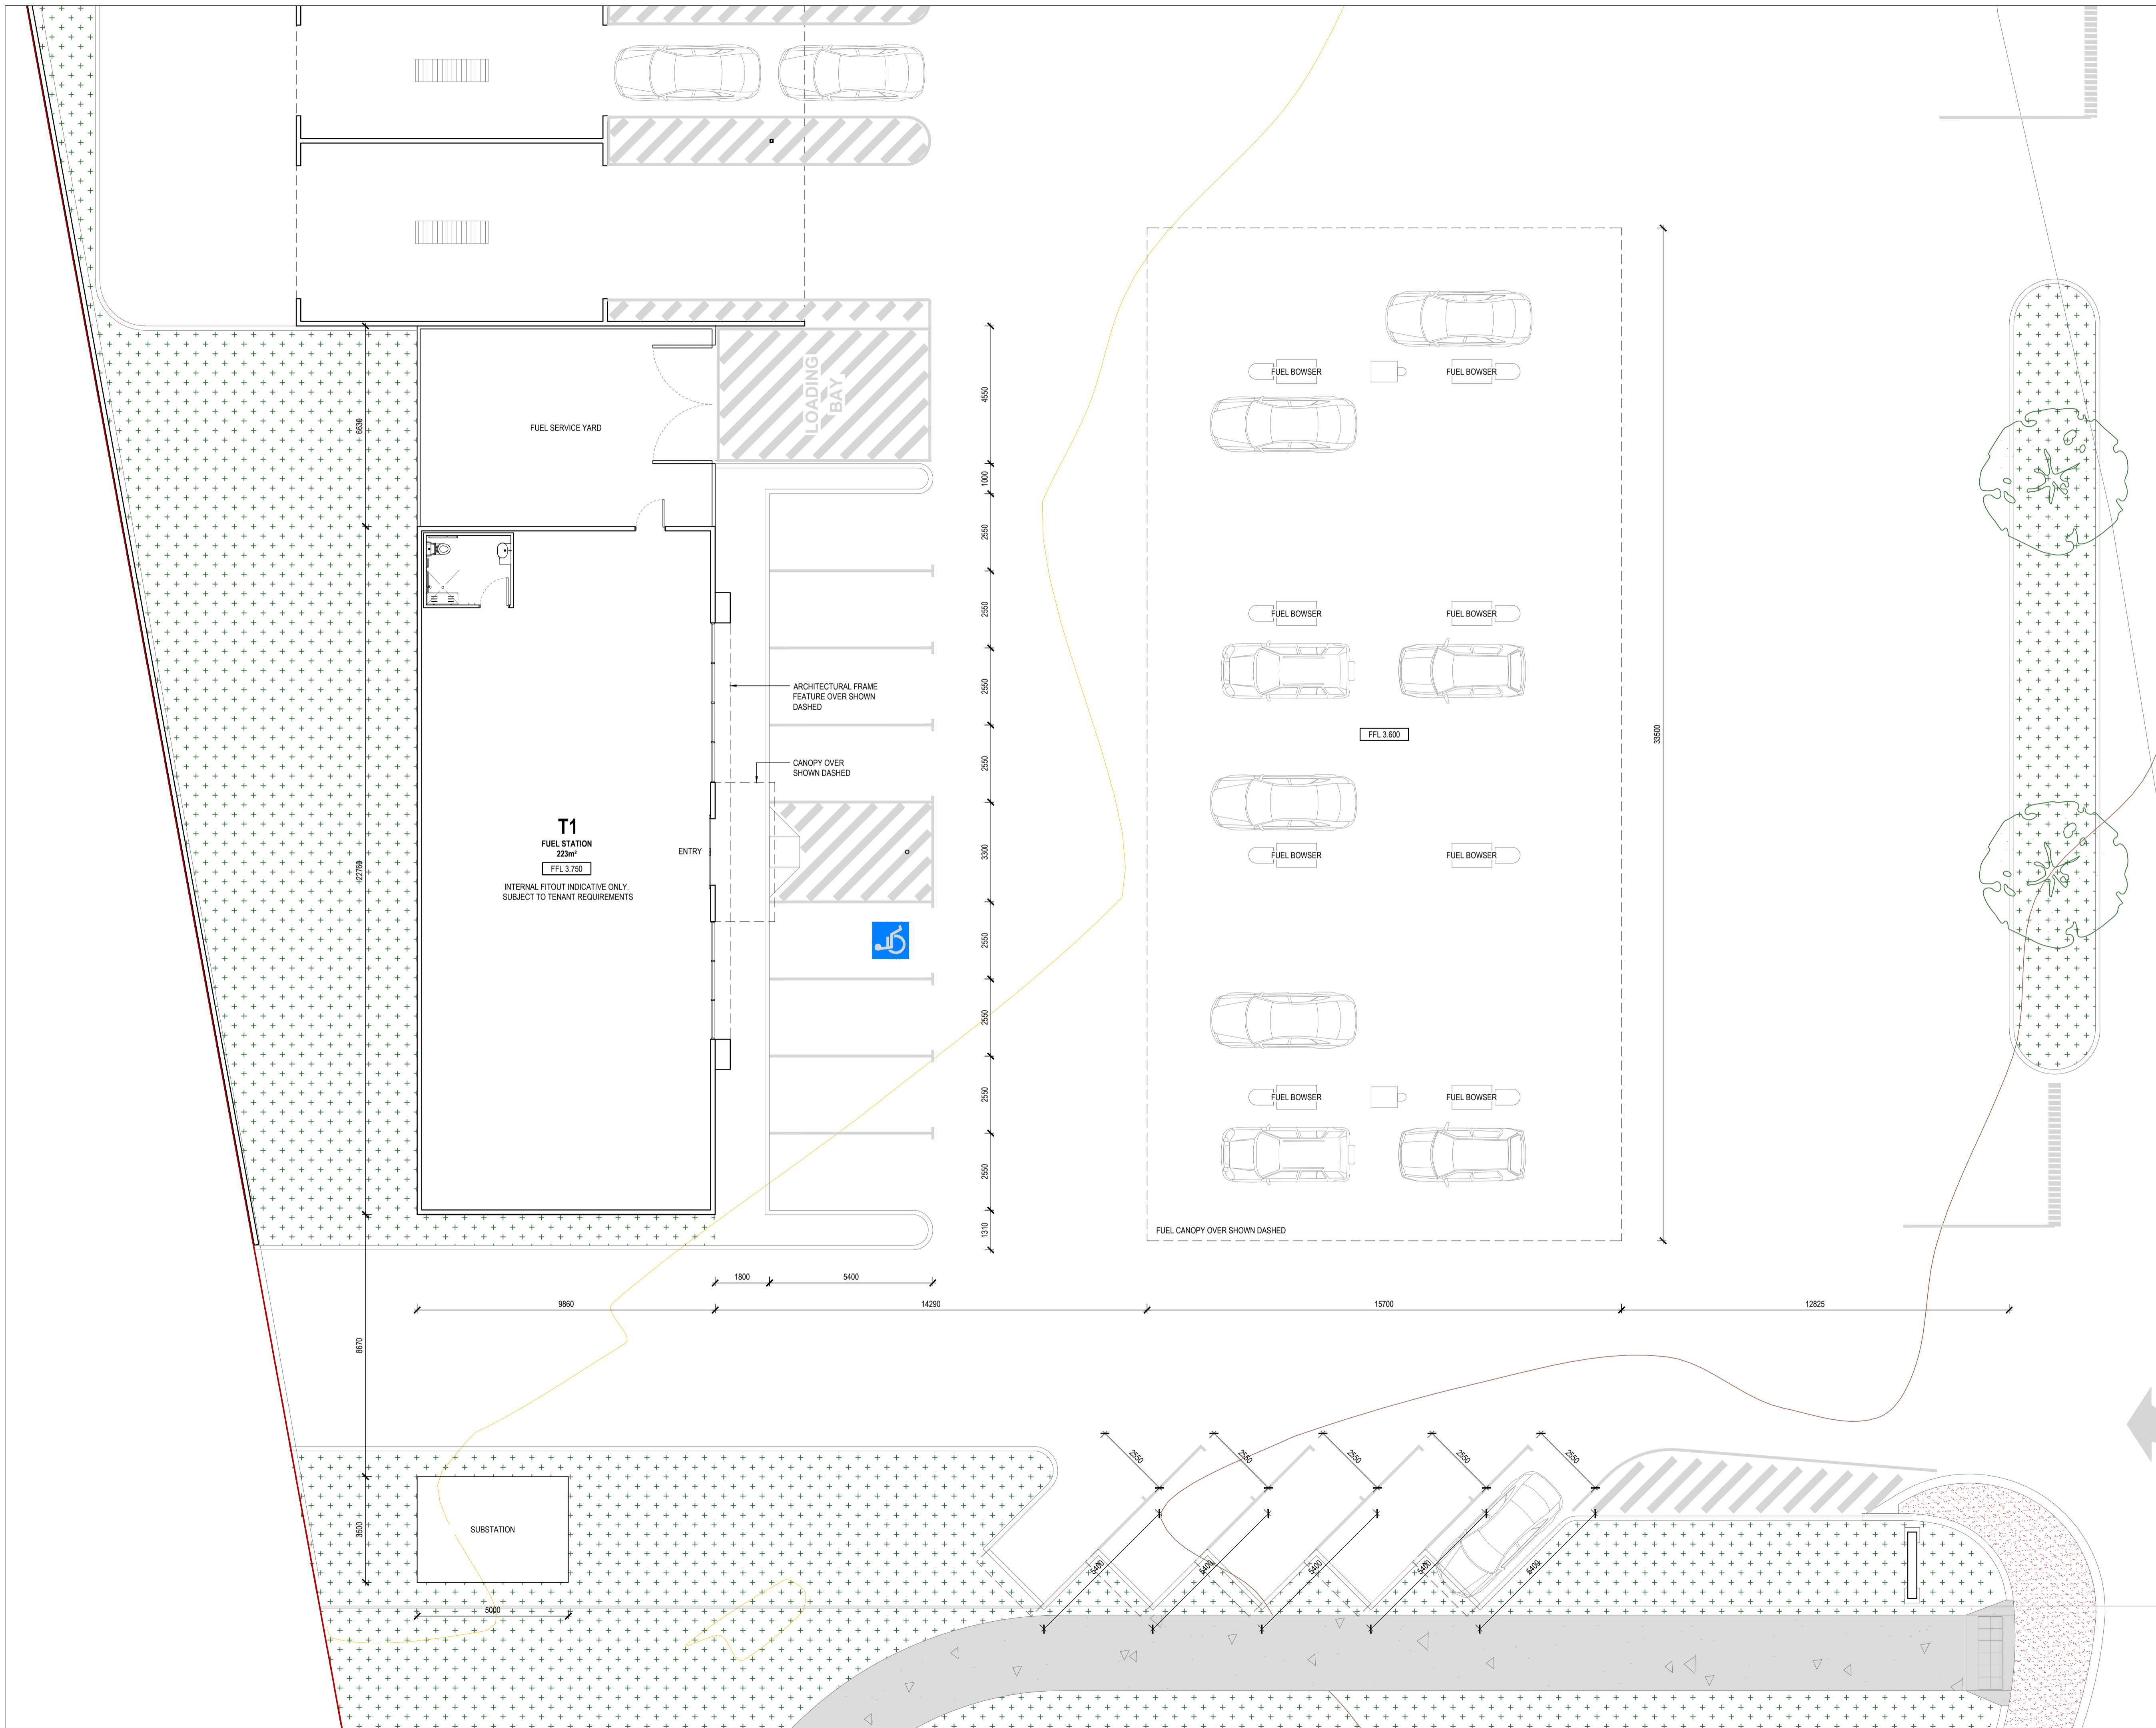 LOADING
BAY
FUEL SERVICE YARD
6630
4550
1000
2550
2550
2550
2550
3300
2550
2550
2550
2550
1310
FUEL BOWSER
FUEL BOWSER
FUEL BOWSER
FUEL BOWSER
FFL 3.600
33500
FUEL BOWSER
FUEL BOWSER
FUEL BOWSER
FUEL BOWSER
FUEL CANOPY OVER SHOWN DASHED
ARCHITECTURAL FRAME
FEATURE OVER SHOWN
DASHED
CANOPY OVER
SHOWN DASHED
T1
FUEL STATION
223m²
FFL 3.750
INTERNAL FITOUT INDICATIVE ONLY.
SUBJECT TO TENANT REQUIREMENTS
ENTRY
22760
1800
5400
9860
14290
15700
12825
8670
3600
SUBSTATION
5000
2550
2550
2550
2550
2550
5400
5400
5400
5400
5400